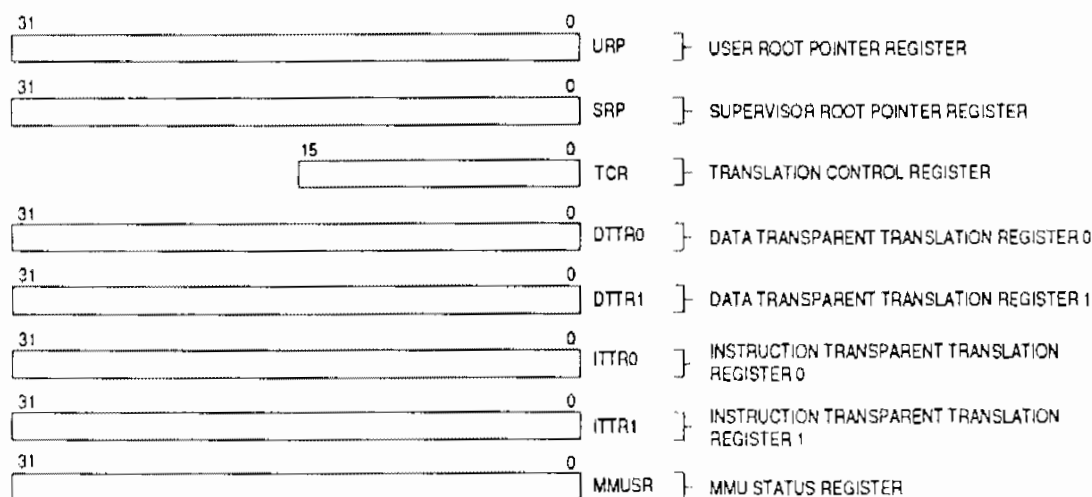 31 0
URP USER ROOT POINTER REGISTER
31 0
SRP SUPERVISOR ROOT POINTER REGISTER
15 0
TCR TRANSLATION CONTROL REGISTER
31 0
DTTR0 DATA TRANSPARENT TRANSLATION REGISTER 0
31 0
DTTR1 DATA TRANSPARENT TRANSLATION REGISTER 1
31 0
ITTR0 INSTRUCTION TRANSPARENT TRANSLATION
REGISTER 0
31 0
ITTR1 INSTRUCTION TRANSPARENT TRANSLATION
REGISTER 1
31 0
MMUSR MMU STATUS REGISTER